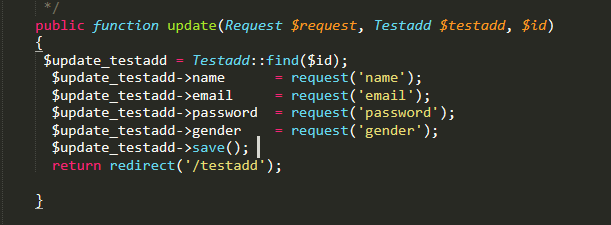 */
public function update(Request $request, Testadd $testadd, $id)
{
$update_testadd = Testadd::find($id);
$update_testadd->name = request('name');
$update_testadd->email = request('email');
$update_testadd->password = request('password');
$update_testadd->gender = request('gender');
$update_testadd->save();
return redirect('/testadd');
}